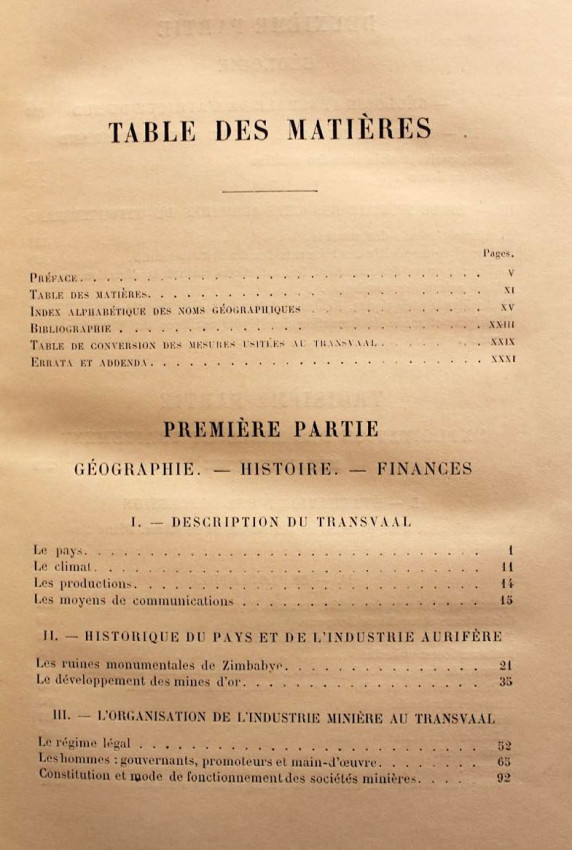 TABLE DES MATIÈRES
Pages.
PRÉFACE. . . . . . . . . . . . . . . . . . . . . . . . . . . . V
TABLE DES MATIÈRES. . . . . . . . . . . . . . . . . . . . . . . XI
INDEX ALPHABÉTIQUE DES NOMS GÉOGRAPHIQUES . . . . . . . . . . . XV
BIBLIOGRAPHIE . . . . . . . . . . . . . . . . . . . . . . . . . XXIII
TABLE DE CONVERSION DES MESURES USITÉES AU TRANSVAAL . . . . . . XXIX
ERRATA ET ADDENDA. . . . . . . . . . . . . . . . . . . . . . . . XXXI
PREMIÈRE PARTIE
GÉOGRAPHIE. — HISTOIRE. — FINANCES
I. — DESCRIPTION DU TRANSVAAL
Le pays. . . . . . . . . . . . . . . . . . . . . . . . . . . . 1
Le climat. . . . . . . . . . . . . . . . . . . . . . . . . . . 11
Les productions. . . . . . . . . . . . . . . . . . . . . . . . 14
Les moyens de communications . . . . . . . . . . . . . . . . . 15
II. — HISTORIQUE DU PAYS ET DE L'INDUSTRIE AURIFÈRE
Les ruines monumentales de Zimbabye. . . . . . . . . . . . . . 21
Le développement des mines d'or. . . . . . . . . . . . . . . . 35
III. — L'ORGANISATION DE L'INDUSTRIE MINIÈRE AU TRANSVAAL
Le régime légal . . . . . . . . . . . . . . . . . . . . . . . . 52
Les hommes : gouvernants, promoteurs et main-d'œuvre. . . . . . 65
Constitution et mode de fonctionnement des sociétés minières. . . . 92